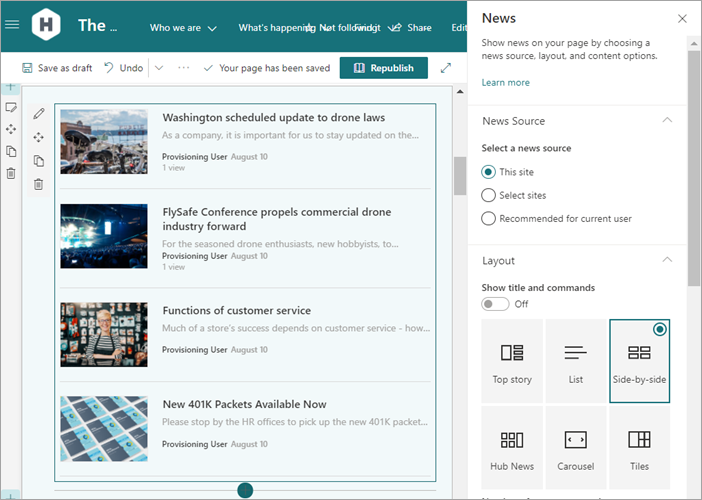 H
The ...
Who we are
What's happening
Not following
Find it
Share
Edit
Save as draft
Undo
Your page has been saved
Republish
Washington scheduled update to drone laws
As a company, it is important for us to stay updated on the...
Provisioning User August 10
1 view
FlySafe Conference propels commercial drone
industry forward
For the seasoned drone enthusiasts, new hobbyists, to...
Provisioning User August 10
1 view
Functions of customer service
Much of a store's success depends on customer service - how...
Provisioning User August 10
New 401K Packets Available Now
Please stop by the HR offices to pick up the new 401K packet...
Provisioning User August 10
News
Show news on your page by choosing a
news source, layout, and content options.
Learn more
News Source
Select a news source
This site
Select sites
Recommended for current user
Layout
Show title and commands
Off
Top story
List
Side-by-side
Hub News
Carousel
Tiles